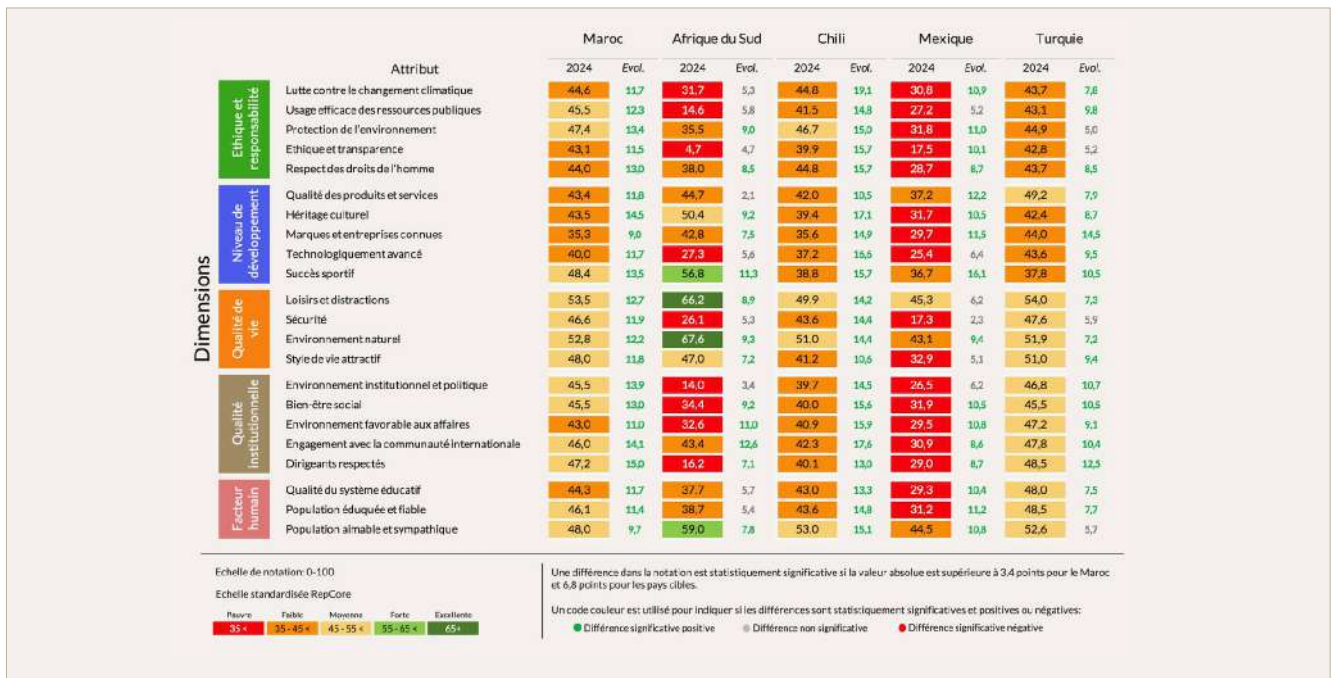 Maroc Afrique du Sud Chili Mexique Turquie
Attribut 2024 Evol. 2024 Evol. 2024 Evol. 2024 Evol. 2024 Evol.
Dimensions
Ethique et responsabilité
Lutte contre le changement climatique 44,6 11,7 31,7 5,3 44,8 19,1 30,8 10,9 43,7 7,8
Usage efficace des ressources publiques 45,5 12,3 14,6 5,8 41,5 14,8 27,2 5,2 43,1 9,8
Protection de l'environnement 47,4 13,4 35,5 9,0 46,7 15,0 31,8 11,0 44,9 5,0
Ethique et transparence 43,1 11,5 4,7 4,7 39,9 15,7 17,5 10,1 42,8 5,2
Respect des droits de l'homme 44,0 13,0 38,0 8,5 44,8 15,7 28,7 8,7 43,7 8,5
Niveau de développement
Qualité des produits et services 43,4 11,8 44,7 2,1 42,0 10,5 37,2 12,2 49,2 7,9
Héritage culturel 43,5 14,5 50,4 9,2 39,4 17,1 31,7 10,5 42,4 8,7
Marques et entreprises connues 35,3 9,0 42,8 7,5 35,6 14,9 29,7 11,5 44,0 14,5
Technologiquement avancé 40,0 11,7 27,3 5,6 37,2 16,5 25,4 6,4 43,6 9,5
Succès sportif 48,4 13,5 56,8 11,3 38,8 15,7 36,7 16,1 37,8 10,5
Qualité de vie
Loisirs et distractions 53,5 12,7 66,2 8,9 49,9 14,2 45,3 6,2 54,0 7,3
Sécurité 46,6 11,9 26,1 5,3 43,6 14,4 17,3 2,3 47,6 5,9
Environnement naturel 52,8 12,2 67,6 9,3 51,0 14,4 43,1 9,4 51,9 7,2
Style de vie attractif 48,0 11,8 47,0 7,2 41,2 10,6 32,9 5,1 51,0 9,4
Qualité institutionnelle
Environnement institutionnel et politique 45,5 13,9 14,0 3,4 39,7 14,5 26,5 6,2 46,8 10,7
Bien-être social 45,5 13,0 34,4 9,2 40,0 15,6 31,9 10,5 45,5 10,5
Environnement favorable aux affaires 43,0 11,0 32,6 11,0 40,9 15,9 29,5 10,8 47,2 9,1
Engagement avec la communauté internationale 46,0 14,1 43,4 12,6 42,3 17,6 30,9 8,6 47,8 10,4
Dirigeants respectés 47,2 15,0 16,2 7,1 40,1 13,0 29,0 8,7 48,5 12,5
Facteur humain
Qualité du système éducatif 44,3 11,7 37,7 5,7 43,0 13,3 29,3 10,4 48,0 7,5
Population éduquée et fiable 46,1 11,4 38,7 5,4 43,6 14,8 31,2 11,2 48,5 7,7
Population aimable et sympathique 48,0 9,7 59,0 7,8 53,0 15,1 44,5 10,8 52,6 5,7
Echelle de notation: 0-100
Echelle standardisée RepCore
Pauvre Faible Moyenne Forte Excellente
35 < 35 - 45 < 45 - 55 < 55 - 65 < 65+
Une différence dans la notation est statistiquement significative si la valeur absolue est supérieure à 3,4 points pour le Maroc
et 6,8 points pour les pays cibles.
Un code couleur est utilisé pour indiquer si les différences sont statistiquement significatives et positives ou négatives:
Différence significative positive Différence non significative Différence significative négative